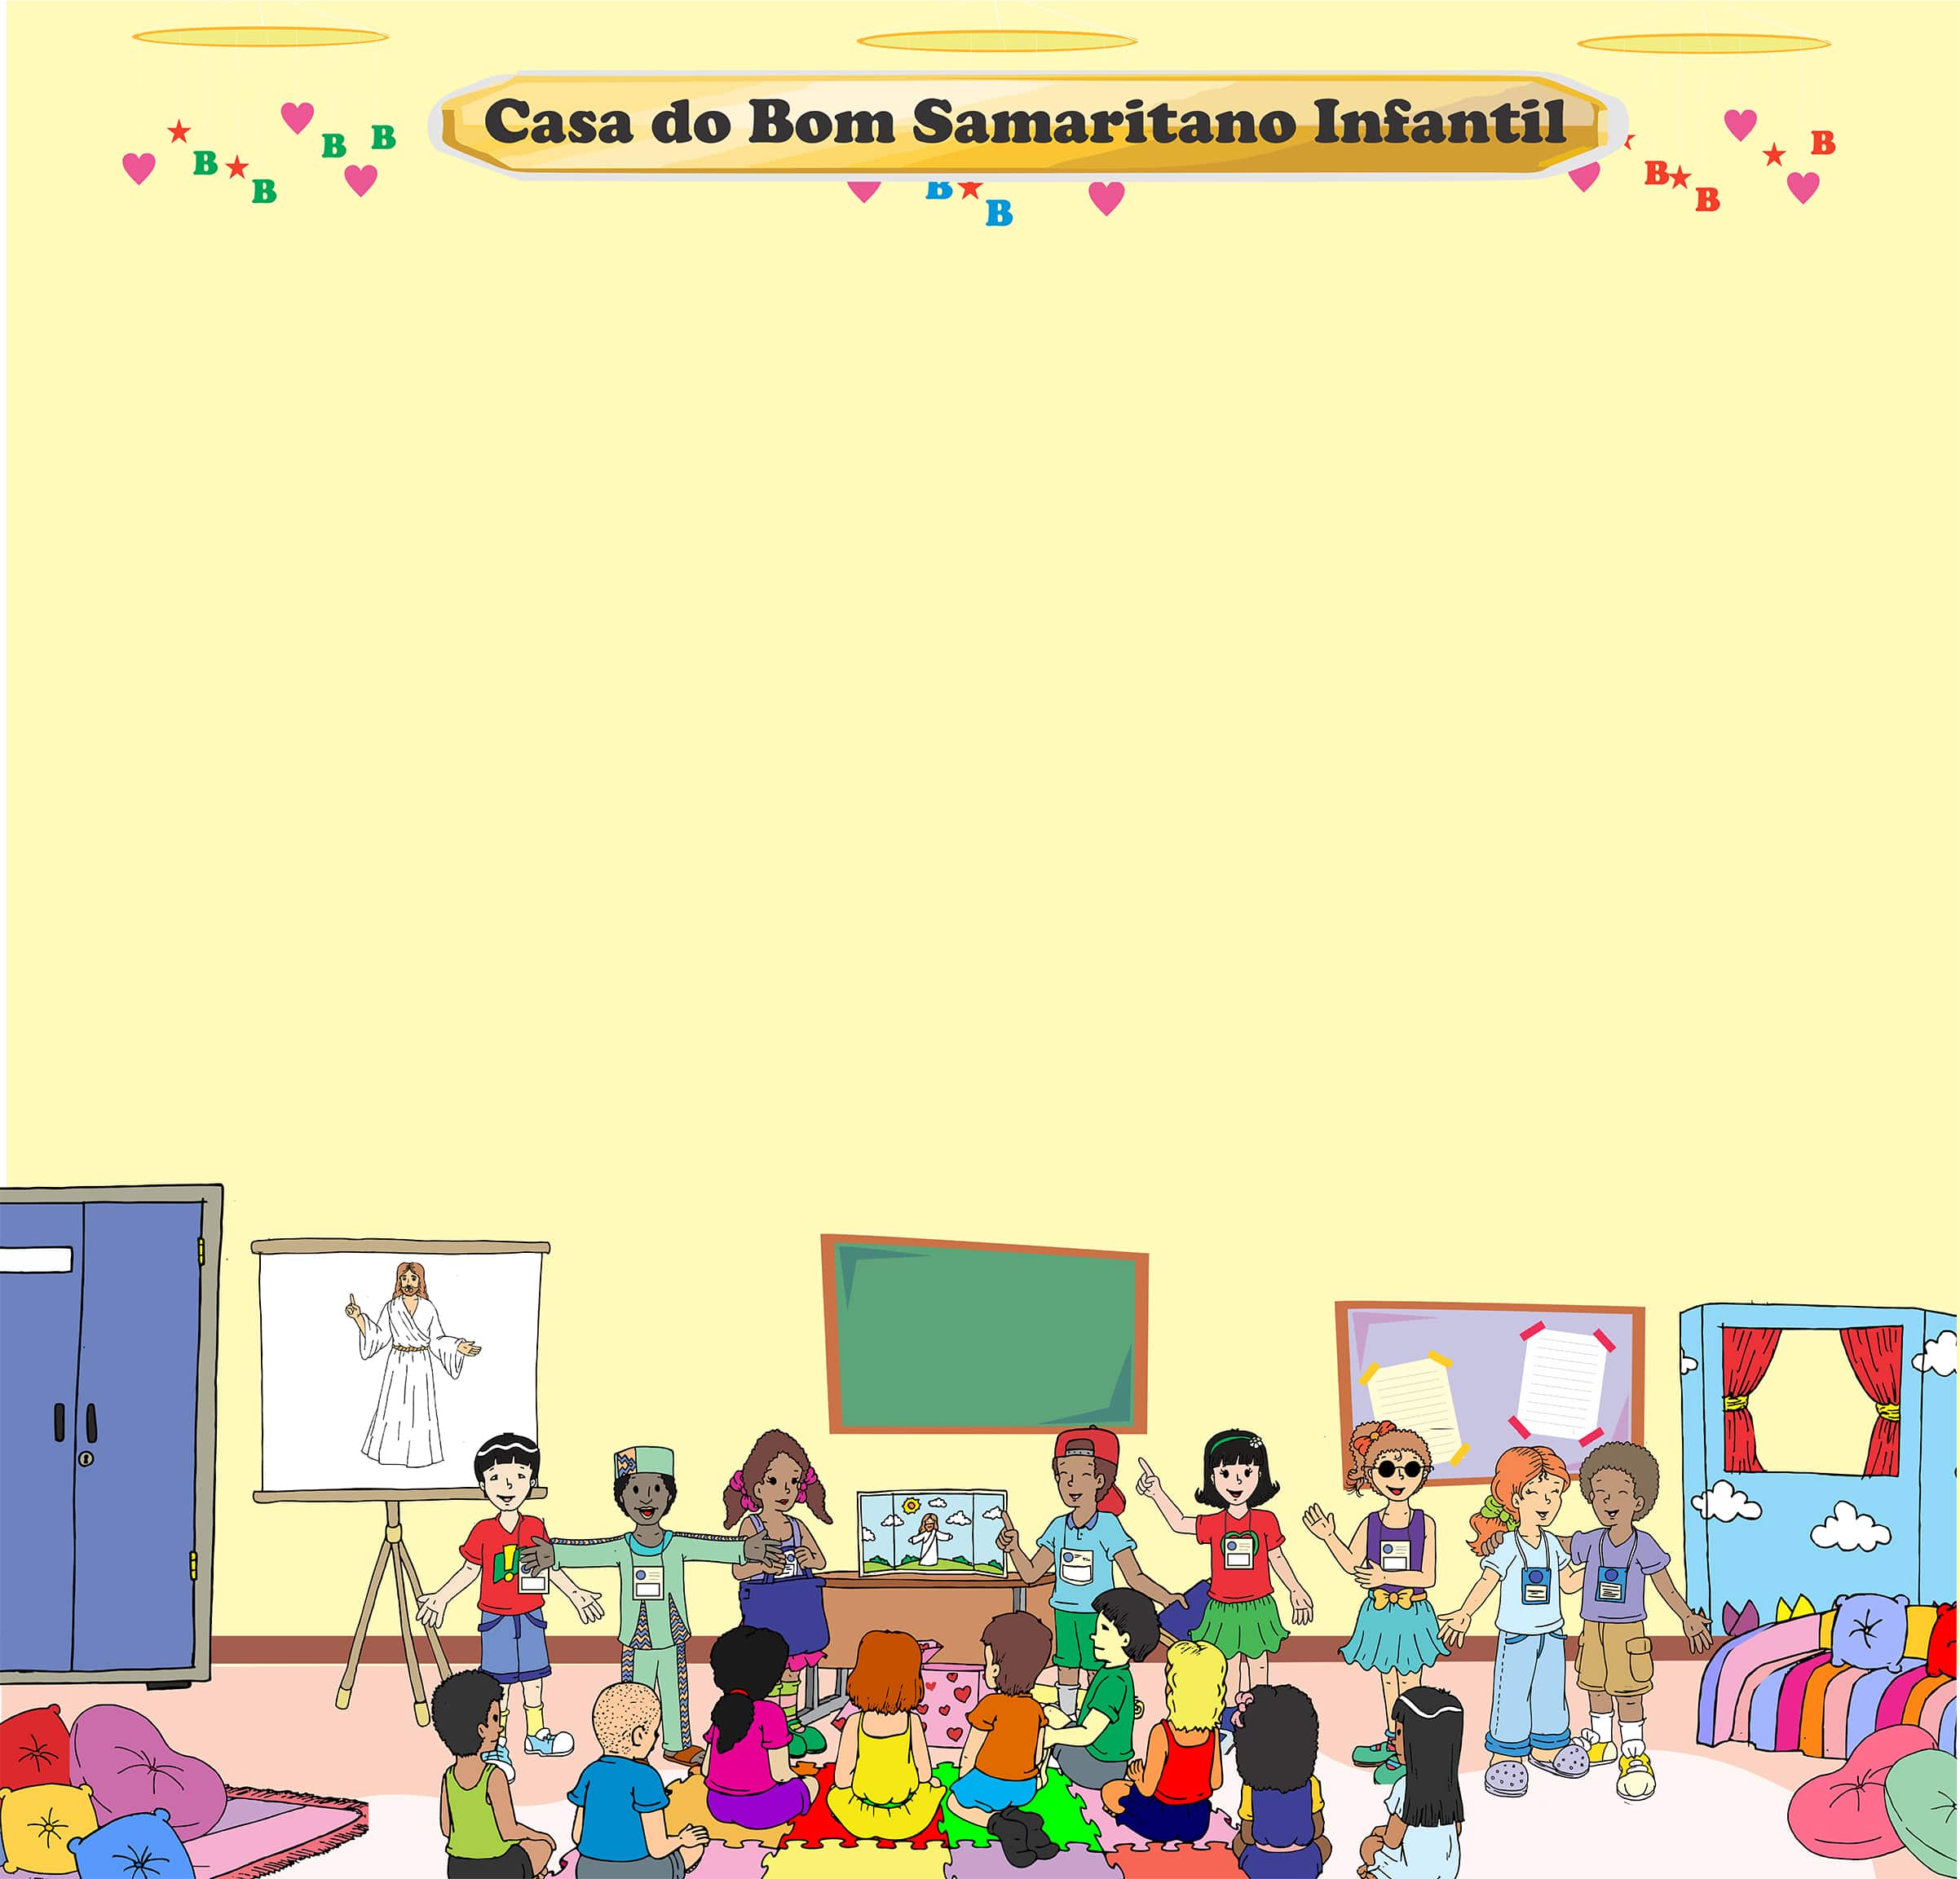 Casa do Bom Samaritano Infantil
B B B B
B B
B B B